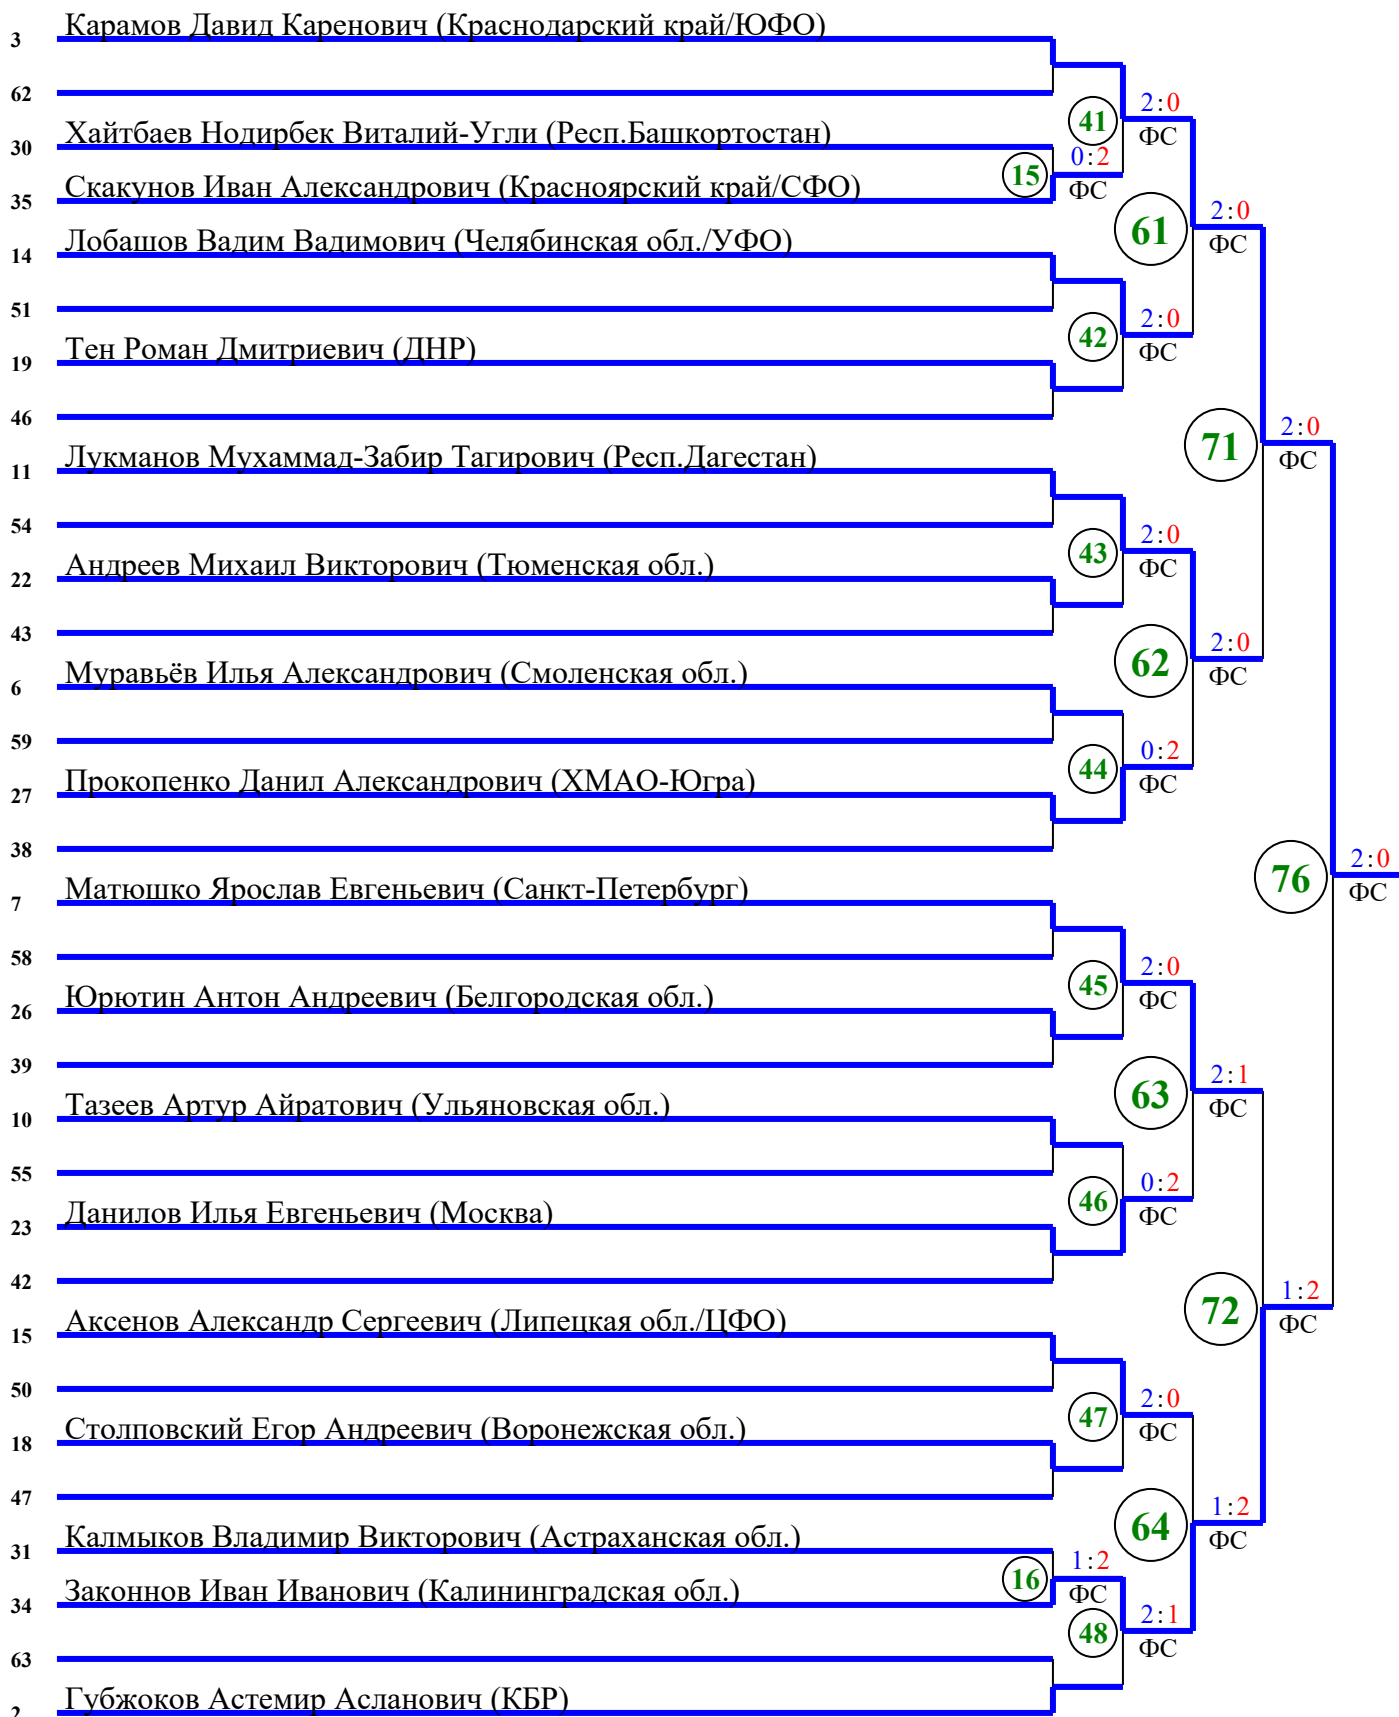 3 Карамов Давид Каренович (Краснодарский край/ЮФО)
62
2:0
41
ФС
30 Хайтбаев Нодирбек Виталий-Угли (Респ.Башкортостан)
0:2
15
ФС
35 Скакунов Иван Александрович (Красноярский край/СФО)
2:0
61
ФС
14 Лобашов Вадим Вадимович (Челябинская обл./УФО)
51
2:0
42
ФС
19 Тен Роман Дмитриевич (ДНР)
46
2:0
71
ФС
11 Лукманов Мухаммад-Забир Тагирович (Респ.Дагестан)
54
2:0
43
ФС
22 Андреев Михаил Викторович (Тюменская обл.)
43
2:0
62
ФС
6 Муравьёв Илья Александрович (Смоленская обл.)
59
0:2
44
ФС
27 Прокопенко Данил Александрович (ХМАО-Югра)
38
2:0
76
ФС
7 Матюшко Ярослав Евгеньевич (Санкт-Петербург)
58
2:0
45
ФС
26 Юрютин Антон Андреевич (Белгородская обл.)
39
2:1
63
ФС
10 Тазеев Артур Айратович (Ульяновская обл.)
55
0:2
46
ФС
23 Данилов Илья Евгеньевич (Москва)
42
1:2
72
ФС
15 Аксенов Александр Сергеевич (Липецкая обл./ЦФО)
50
2:0
47
ФС
18 Столповский Егор Андреевич (Воронежская обл.)
47
1:2
64
ФС
31 Калмыков Владимир Викторович (Астраханская обл.)
1:2
16
ФС
34 Законнов Иван Иванович (Калининградская обл.)
2:1
48
ФС
63
2 Губжоков Астемир Асланович (КБР)